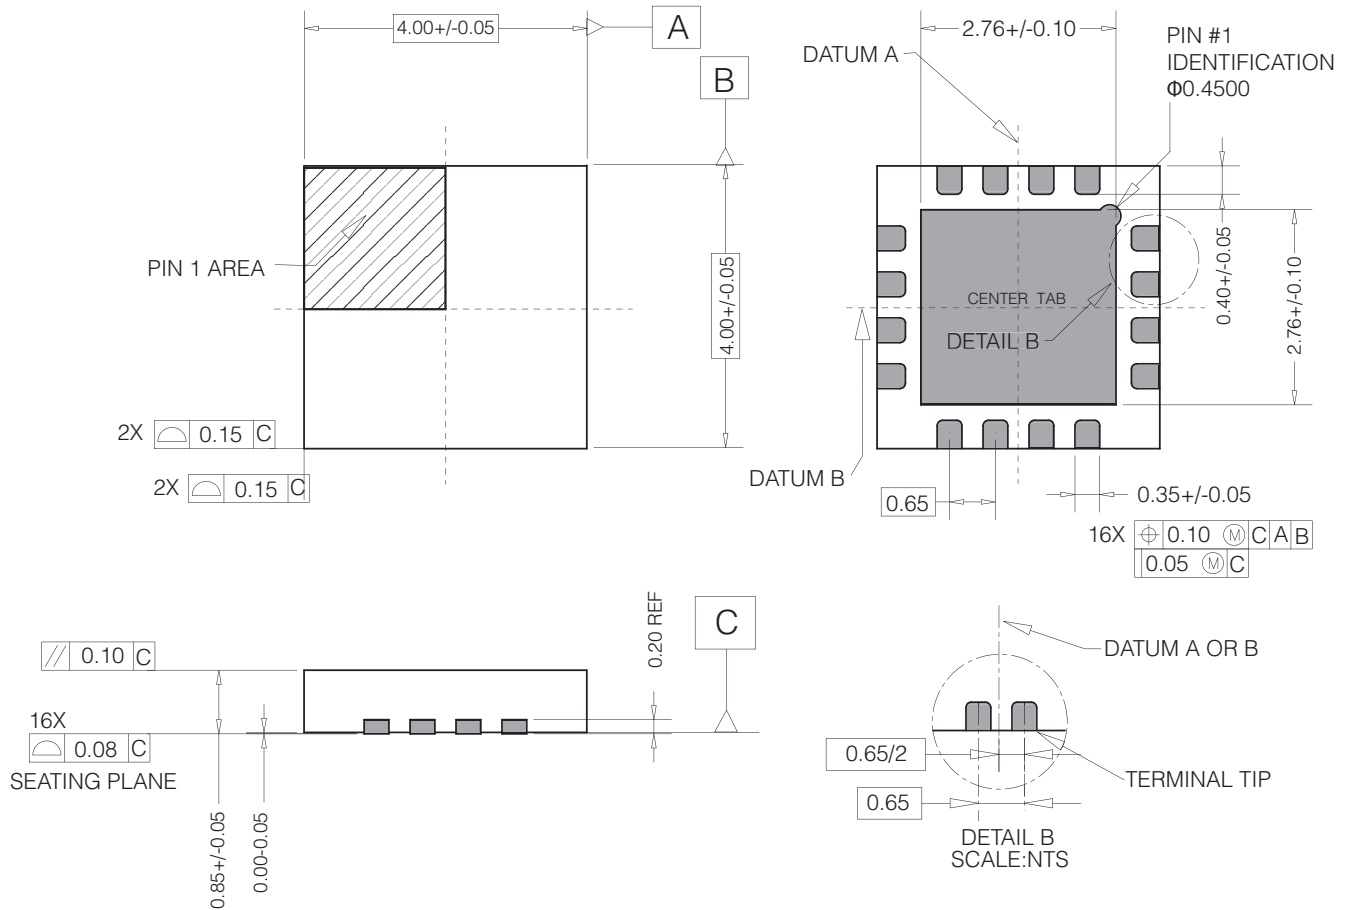 4.00+/-0.05
A
B
PIN 1 AREA
4.00+/-0.05
2X 0.15 C
2X 0.15 C
DATUM A
2.76+/-0.10
PIN #1
IDENTIFICATION
Φ0.4500
CENTER TAB
DETAIL B
0.40+/-0.05
2.76+/-0.10
DATUM B
0.65
0.35+/-0.05
16X ⌖ 0.10 Ⓜ C A B
0.05 Ⓜ C
// 0.10 C
16X
⌓ 0.08 C
SEATING PLANE
0.85+/-0.05
0.00-0.05
0.20 REF
C
DATUM A OR B
0.65/2
0.65
TERMINAL TIP
DETAIL B
SCALE:NTS